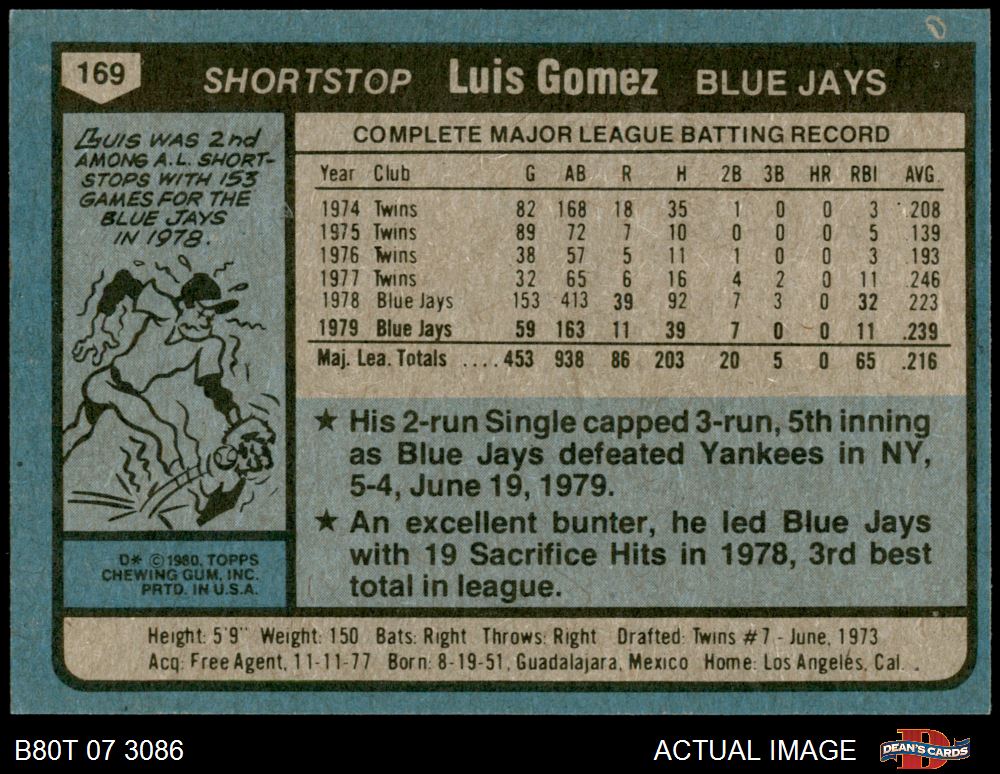 169
SHORTSTOP Luis Gomez BLUE JAYS
LUIS WAS 2nd
AMONG A.L. SHORT-
STOPS WITH 153
GAMES FOR THE
BLUE JAYS
IN 1978.
D* © 1980. TOPPS
CHEWING GUM, INC.
PRTD. IN U.S.A.
COMPLETE MAJOR LEAGUE BATTING RECORD
Year Club G AB R H 2B 3B HR RBI AVG.
1974 Twins 82 168 18 35 1 0 0 3 .208
1975 Twins 89 72 7 10 0 0 0 5 .139
1976 Twins 38 57 5 11 1 0 0 3 .193
1977 Twins 32 65 6 16 4 2 0 11 .246
1978 Blue Jays 153 413 39 92 7 3 0 32 .223
1979 Blue Jays 59 163 11 39 7 0 0 11 .239
Maj. Lea. Totals ....453 938 86 203 20 5 0 65 .216
★ His 2-run Single capped 3-run, 5th inning
as Blue Jays defeated Yankees in NY,
5-4, June 19, 1979.
★ An excellent bunter, he led Blue Jays
with 19 Sacrifice Hits in 1978, 3rd best
total in league.
Height: 5'9" Weight: 150 Bats: Right Throws: Right Drafted: Twins #7 - June, 1973
Acq: Free Agent, 11-11-77 Born: 8-19-51, Guadalajara, Mexico Home: Los Angeles, Cal.
B80T 07 3086
ACTUAL IMAGE
DEAN'S CARDS